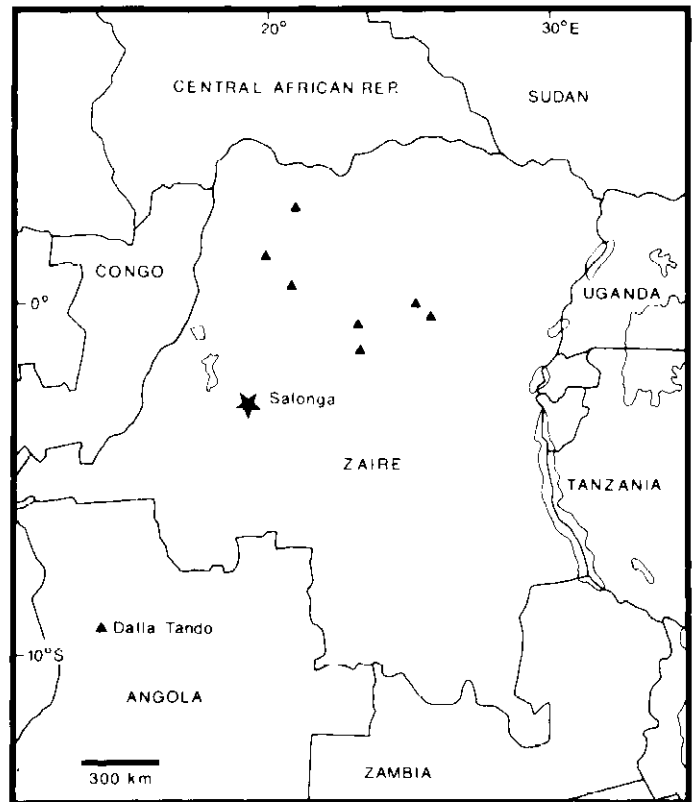 20°
30°E
CENTRAL AFRICAN REP.
SUDAN
CONGO
0°
UGANDA
Salonga
ZAIRE
TANZANIA
Dalla Tando
10°S
ANGOLA
300 km
ZAMBIA